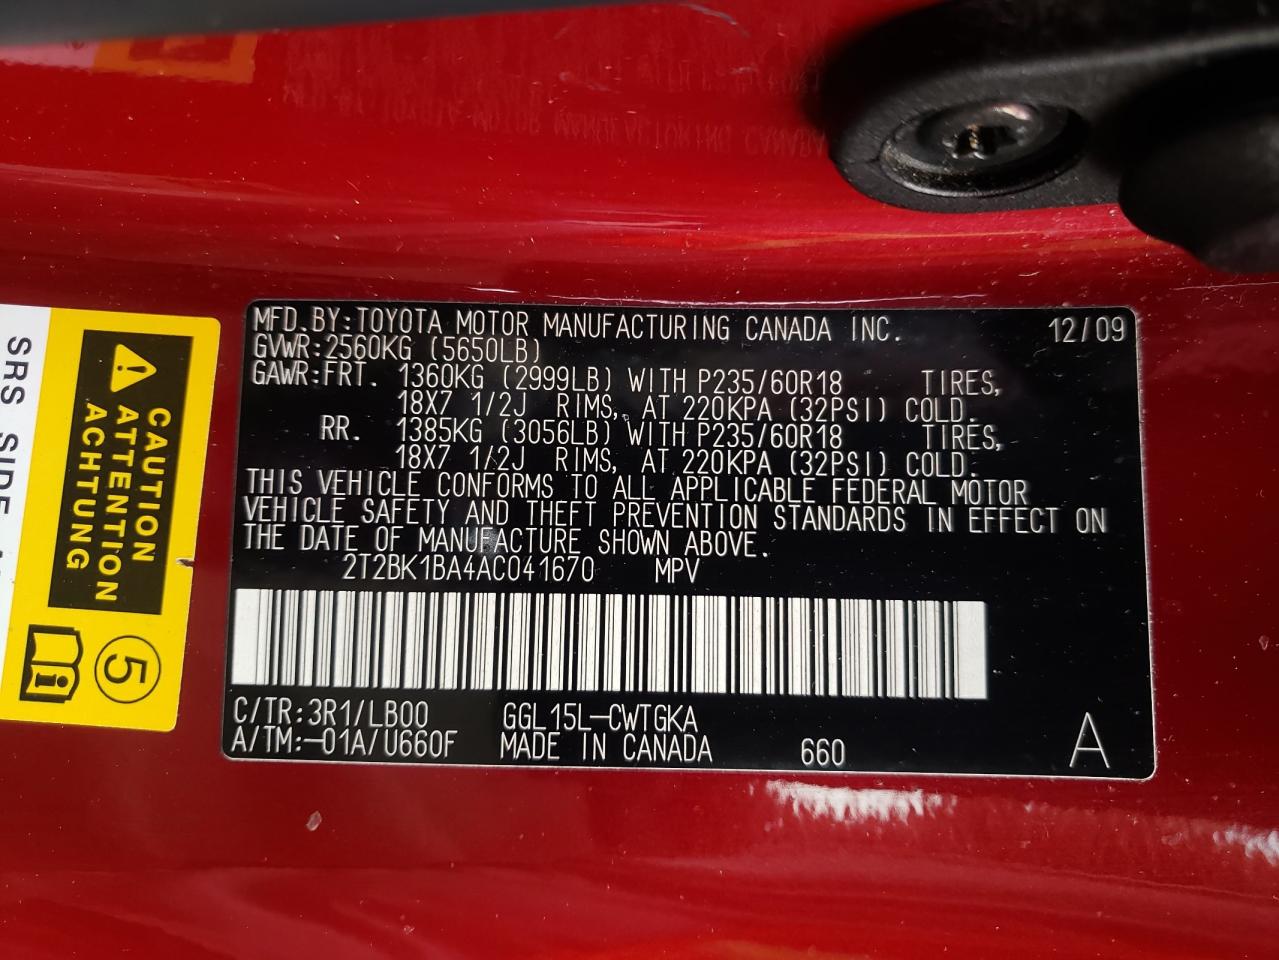 MFD.BY:TOYOTA MOTOR MANUFACTURING CANADA INC. 12/09
GVWR:2560KG (5650LB)
GAWR:FRT. 1360KG (2999LB) WITH P235/60R18 TIRES,
18X7 1/2J RIMS, AT 220KPA (32PSI) COLD.
RR. 1385KG (3056LB) WITH P235/60R18 TIRES,
18X7 1/2J RIMS, AT 220KPA (32PSI) COLD.
THIS VEHICLE CONFORMS TO ALL APPLICABLE FEDERAL MOTOR
VEHICLE SAFETY AND THEFT PREVENTION STANDARDS IN EFFECT ON
THE DATE OF MANUFACTURE SHOWN ABOVE.
2T2BK1BA4AC041670 MPV
C/TR:3R1/LB00 GGL15L-CWTGKA
A/TM:-01A/U660F MADE IN CANADA 660 A
CAUTION
ATTENTION
ACHTUNG
5
SRS SIDE